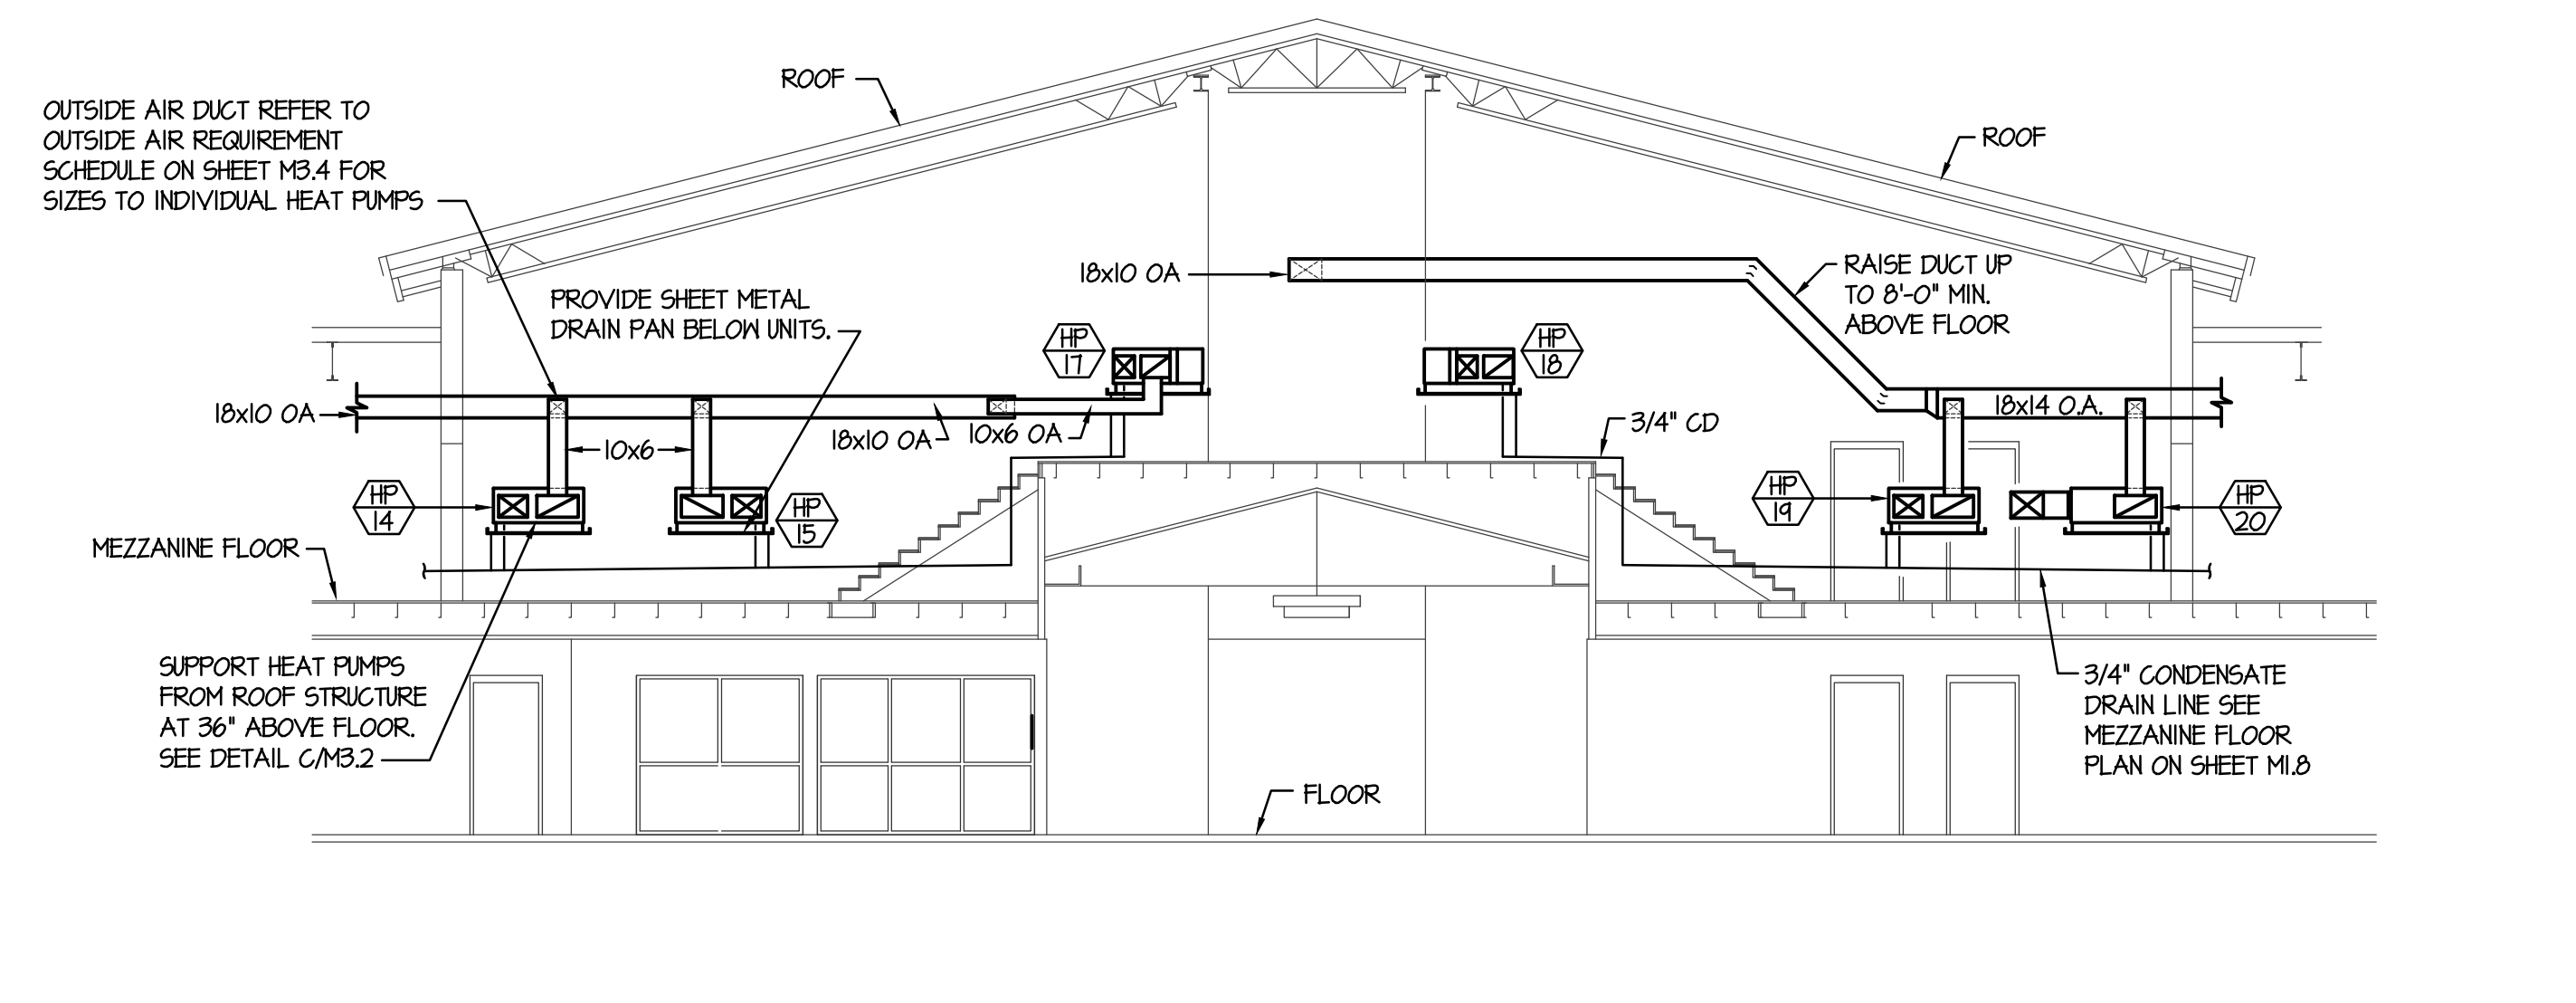 ROOF
OUTSIDE AIR DUCT REFER TO
OUTSIDE AIR REQUIREMENT
SCHEDULE ON SHEET M3.4 FOR
SIZES TO INDIVIDUAL HEAT PUMPS
ROOF
18x10 OA
RAISE DUCT UP
TO 8'-0" MIN.
ABOVE FLOOR
PROVIDE SHEET METAL
DRAIN PAN BELOW UNITS.
HP
17
HP
18
18x10 OA
18x10 OA
10x6 OA
18x14 O.A.
3/4" CD
10x6
HP
14
HP
15
HP
19
HP
20
MEZZANINE FLOOR
SUPPORT HEAT PUMPS
FROM ROOF STRUCTURE
AT 36" ABOVE FLOOR.
SEE DETAIL C/M3.2
3/4" CONDENSATE
DRAIN LINE SEE
MEZZANINE FLOOR
PLAN ON SHEET M1.8
FLOOR